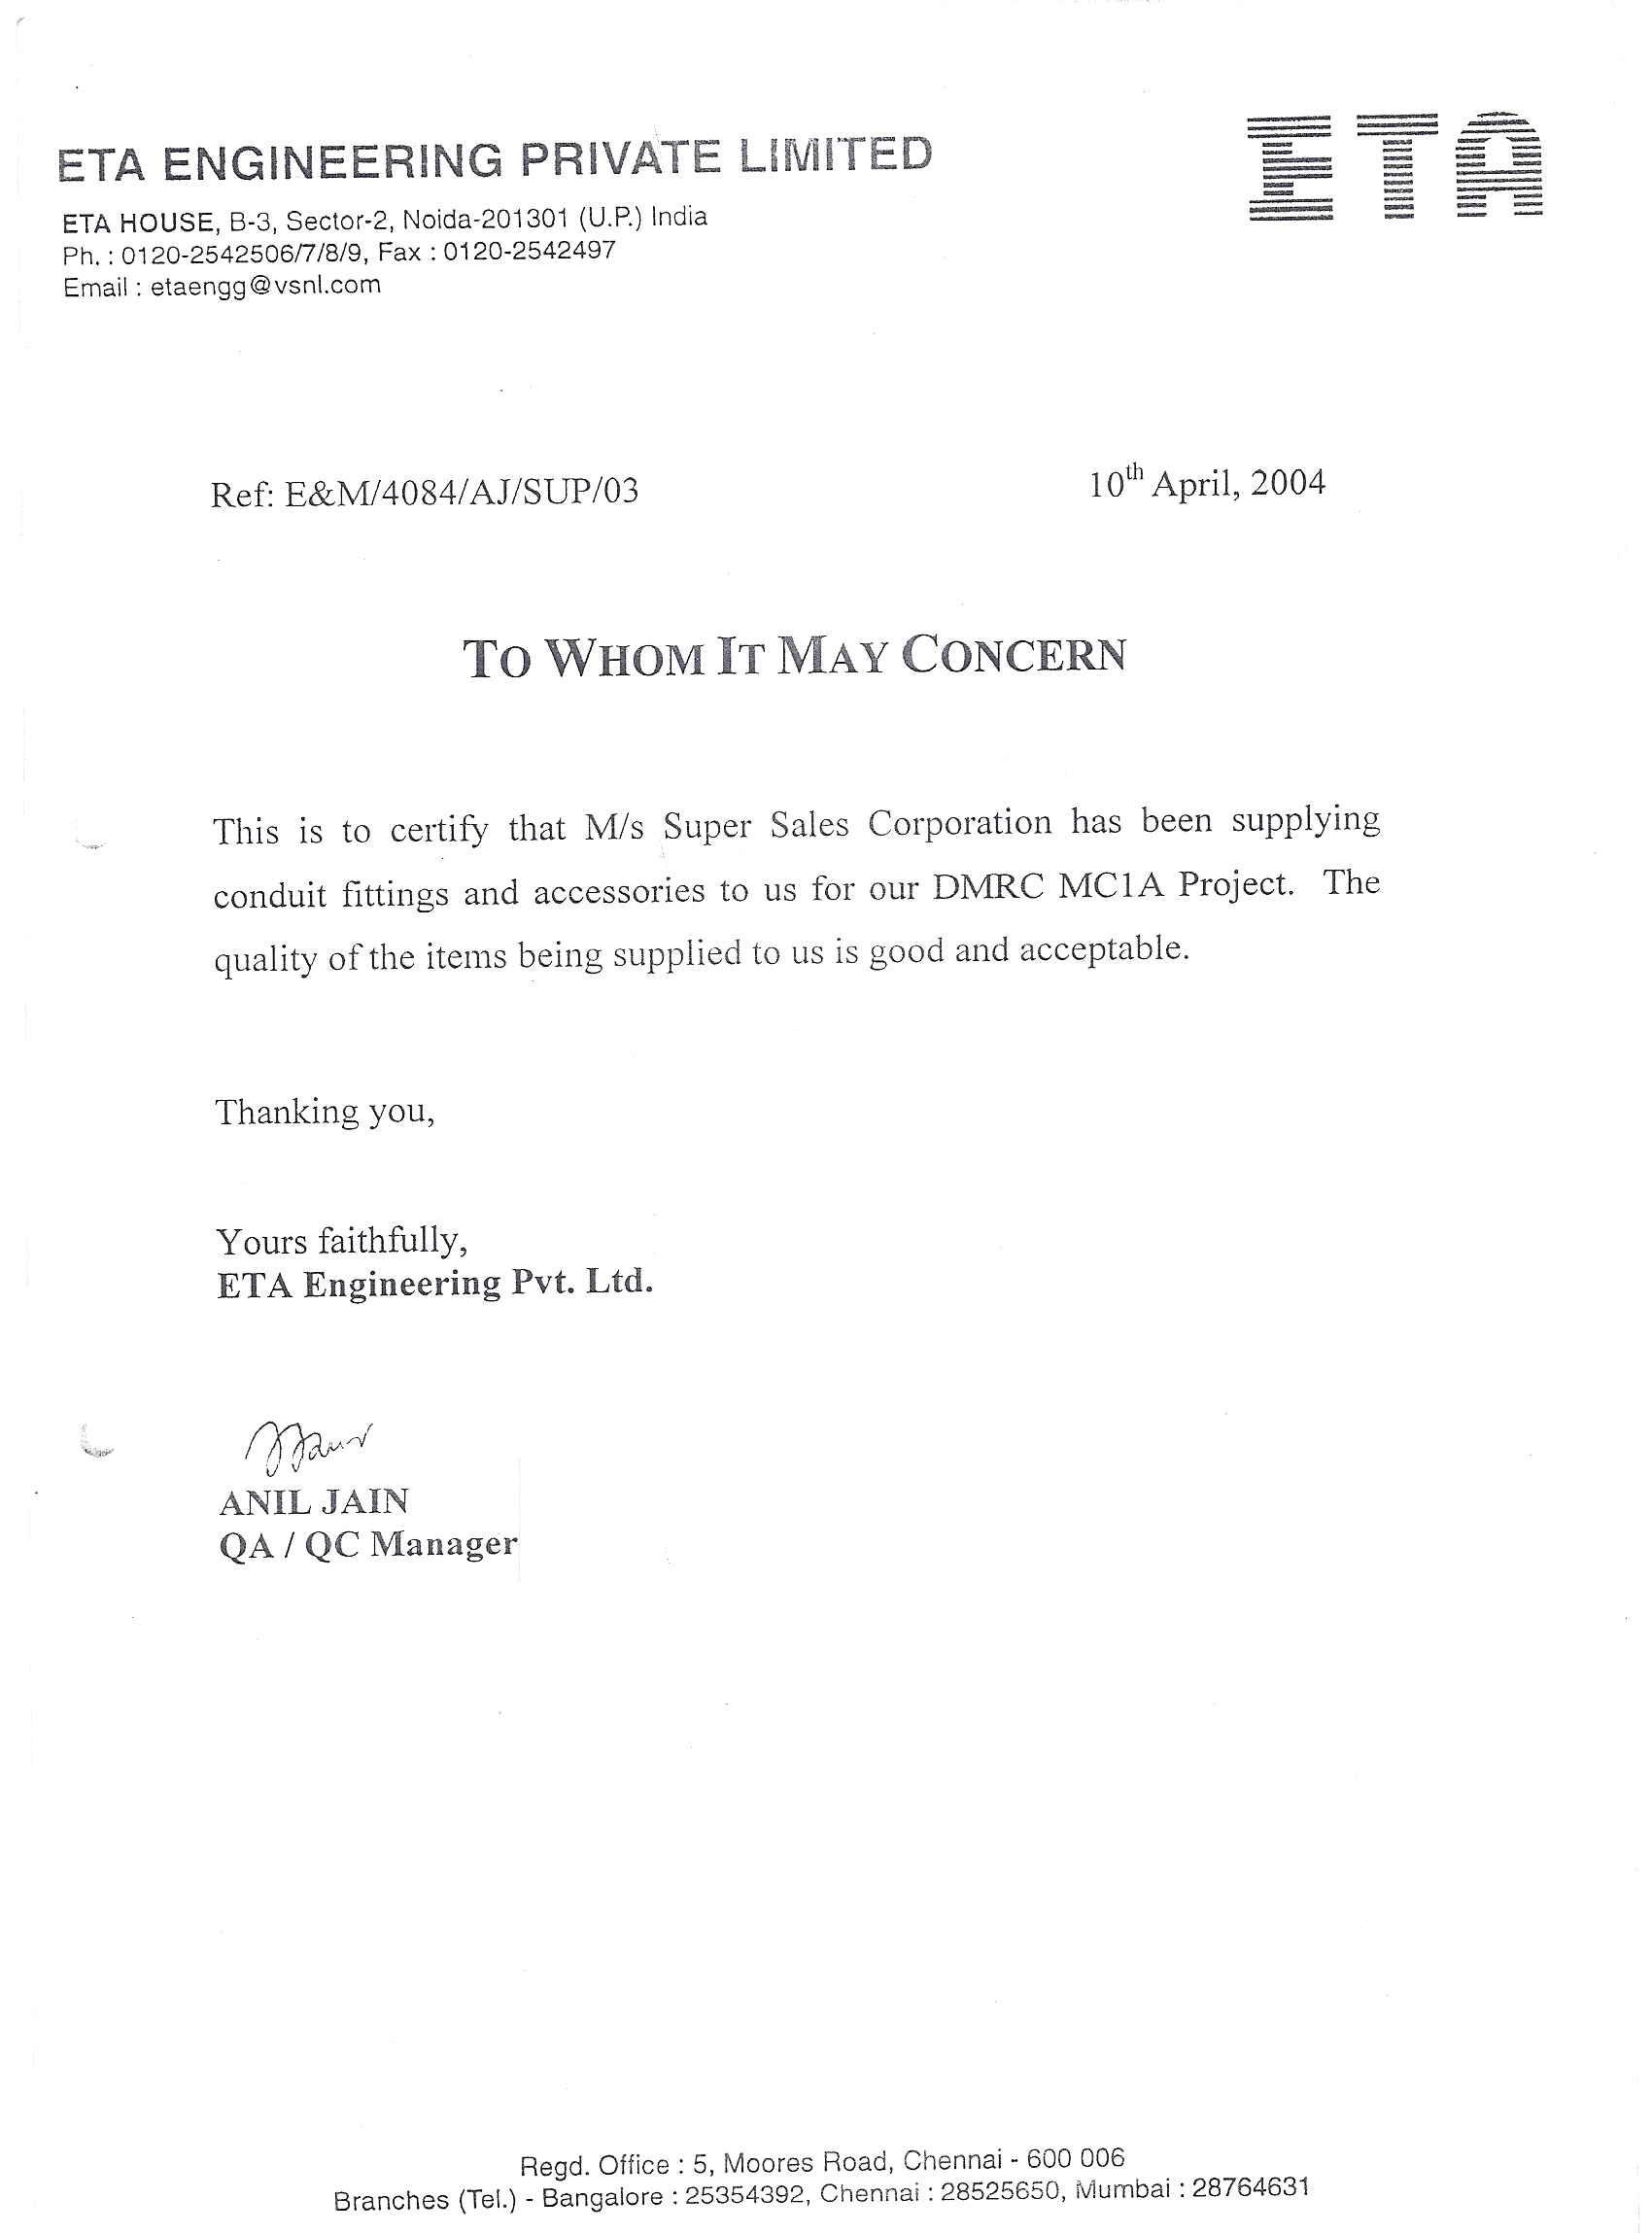 ETA ENGINEERING PRIVATE LIMITED
ETA
ETA HOUSE, B-3, Sector-2, Noida-201301 (U.P.) India
Ph. : 0120-2542506/7/8/9, Fax : 0120-2542497
Email : etaengg@vsnl.com
Ref: E&M/4084/AJ/SUP/03
10th April, 2004
TO WHOM IT MAY CONCERN
This is to certify that M/s Super Sales Corporation has been supplying
conduit fittings and accessories to us for our DMRC MC1A Project. The
quality of the items being supplied to us is good and acceptable.
Thanking you,
Yours faithfully,
ETA Engineering Pvt. Ltd.
ANIL JAIN
QA / QC Manager
Regd. Office : 5, Moores Road, Chennai - 600 006
Branches (Tel.) - Bangalore : 25354392, Chennai : 28525650, Mumbai : 28764631